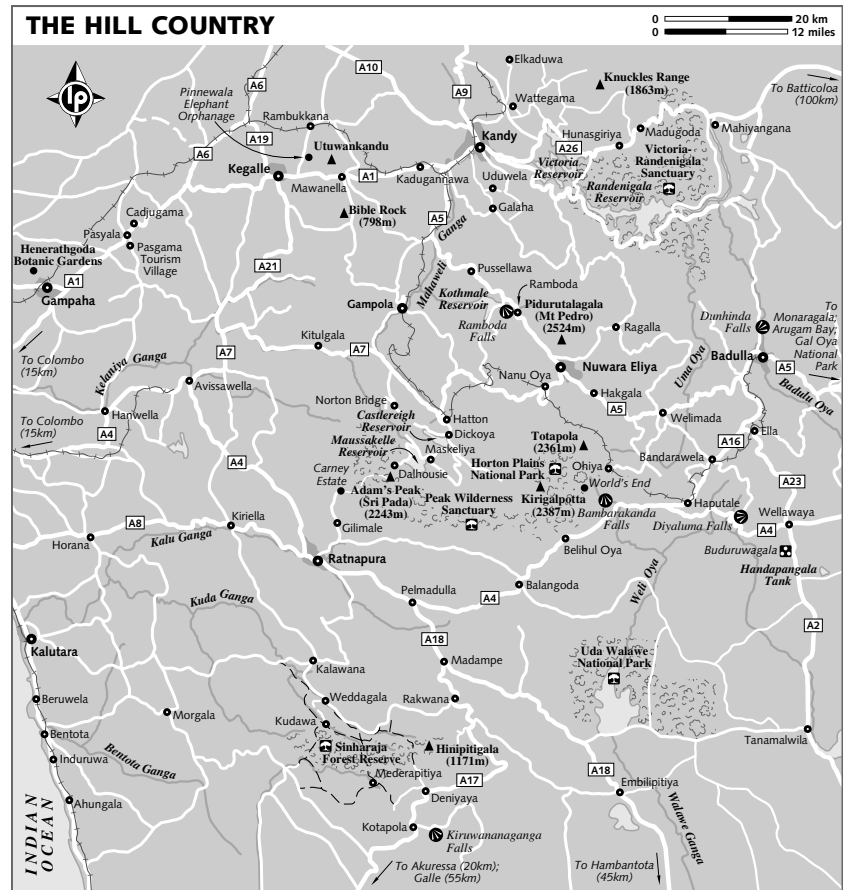 THE HILL COUNTRY
0 20 km
0 12 miles
lp
Elkaduwa
A10
Knuckles Range
(1863m)
To Batticoloa
(100km)
A6
A9
Pinnewala
Elephant
Orphanage
Wattegama
Rambukkana
Kandy
Hunasgiriya
Madugoda
Mahiyangana
A19
Utuwankandu
A26
A6
Victoria
Reservoir
Victoria-
Randenigala
Sanctuary
Kegalle
Mawanella
A1
Kadugannawa
Uduwela
Randenigala
Reservoir
Galaha
Bible Rock
(798m)
A5
Cadjugama
Pasyala
Pasgama
Tourism
Village
Henerathgoda
Botanic Gardens
A1
Gampaha
A21
Mahaweli Ganga
Pussellawa
Ramboda
Kothmale
Reservoir
Pidurutalagala
(Mt Pedro)
(2524m)
Gampola
Ramboda
Falls
Ragalla
Dunhinda
Falls
To
Monaragala;
Arugam Bay;
Gal Oya
National
Park
Kitulgala
A7
A7
To Colombo
(15km)
Kelaniya Ganga
Nuwara Eliya
Uma Oya
Badulla
A5
Badulu Oya
Avissawella
Nanu Oya
Hakgala
A5
Norton Bridge
Castlereigh
Reservoir
Hatton
Welimada
To Colombo
(15km)
Hanwella
A4
Dickoya
Maussakelle
Reservoir
Maskeliya
Totapola
(2361m)
Ella
A16
A4
Carney
Estate
Dalhousie
Horton Plains
National Park
Ohiya
Bandarawela
World's End
A23
Adam's Peak
(Sri Pada)
(2243m)
Peak Wilderness
Sanctuary
Kirigalpotta
(2387m)
Bambarakanda
Falls
Haputale
Wellawaya
Diyaluma Falls
A4
A8
Kiriella
Gilimale
Horana
Kalu Ganga
Belihul Oya
Buduruwagala
Ratnapura
Handapangala
Tank
Weli Oya
Balangoda
Pelmadulla
A4
Kuda Ganga
A2
A18
Kalutara
Kalawana
Madampe
Uda Walawe
National Park
Beruwela
Weddagala
Rakwana
Morgala
Kudawa
Bentota
Tanamalwila
Sinharaja
Forest Reserve
Hinipitigala
(1171m)
Bentota Ganga
Induruwa
Mederapitiya
A17
A18
Embilipitiya
Ahungala
Deniyaya
INDIAN
OCEAN
Kotapola
Kiruwananaganga
Falls
Walawe Ganga
To Akuressa (20km);
Galle (55km)
To Hambantota
(45km)